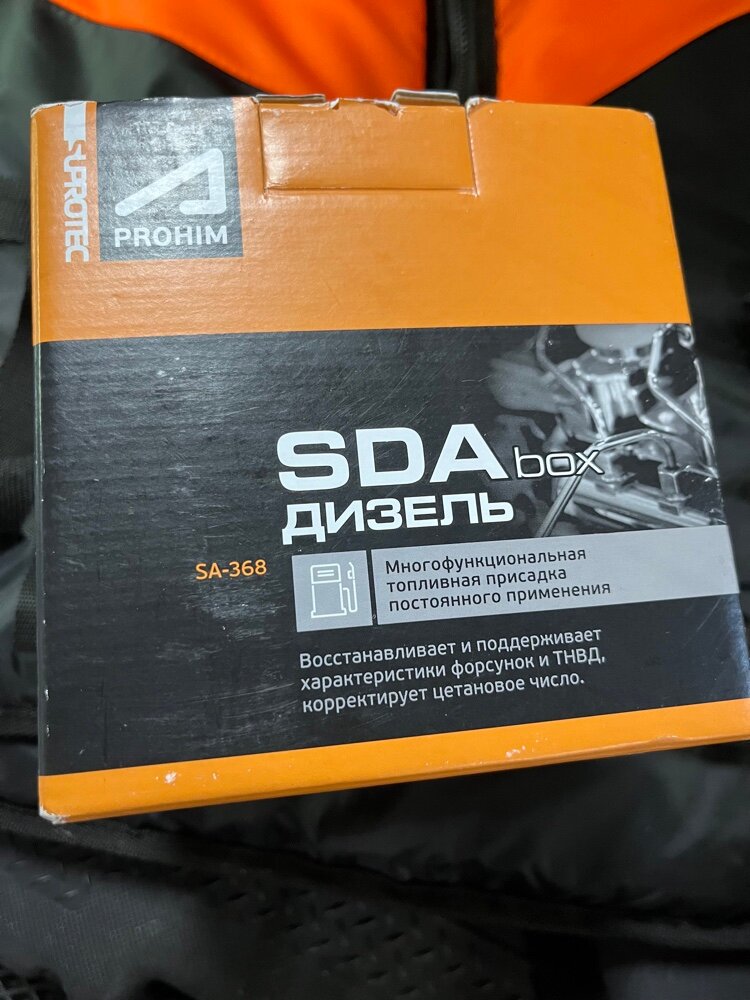 SUPROTEC
PROHIM
SDA box
ДИЗЕЛЬ
SA-368
Многофункциональная
топливная присадка
постоянного применения
Восстанавливает и поддерживает
характеристики форсунок и ТНВД,
корректирует цетановое число.